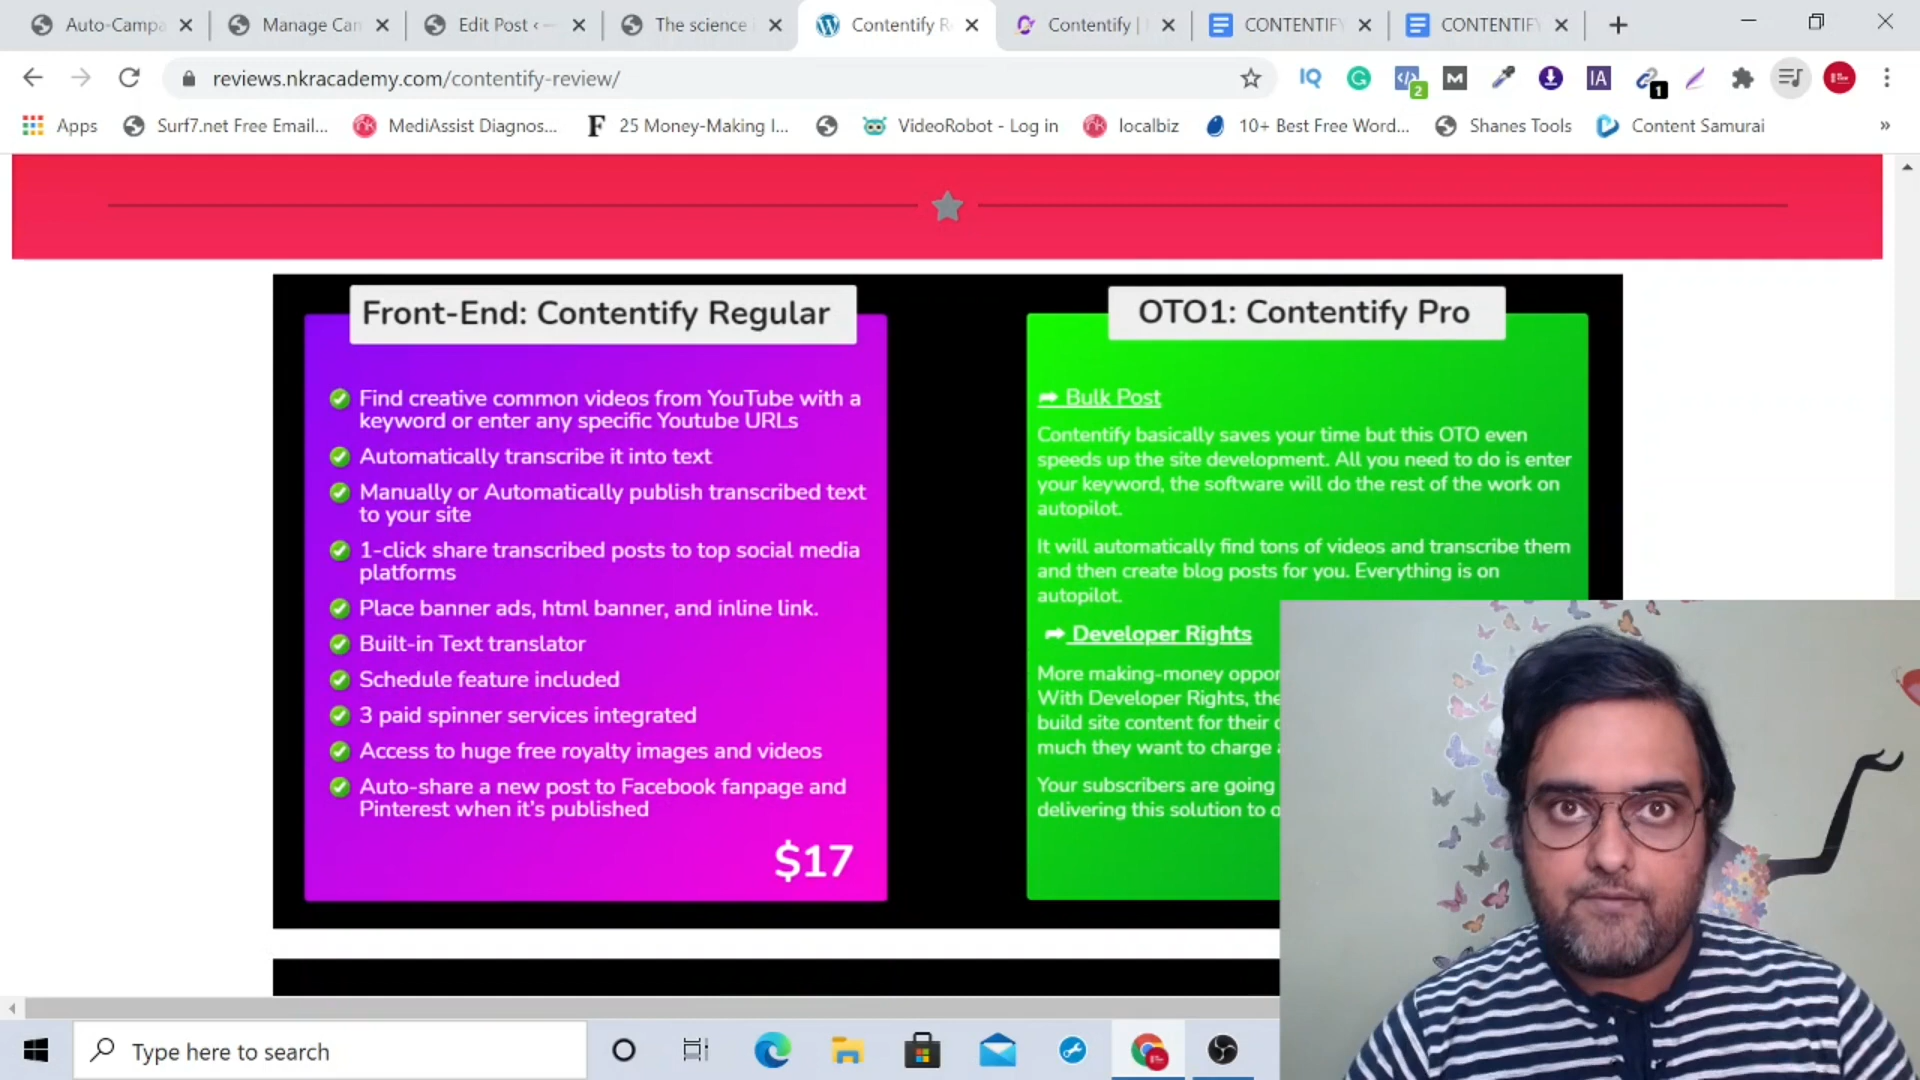 Auto-Campa
Manage Can
Edit Post ‹ –
The science i
Contentify R
Contentify |
CONTENTIFY
CONTENTIFY
reviews.nkracademy.com/contentify-review/
IQ
2
M
IA
1
Apps
Surf7.net Free Email...
MediAssist Diagnos...
25 Money-Making I...
VideoRobot - Log in
localbiz
10+ Best Free Word...
Shanes Tools
Content Samurai
»
Front-End: Contentify Regular
Find creative common videos from YouTube with a
keyword or enter any specific Youtube URLs
Automatically transcribe it into text
Manually or Automatically publish transcribed text
to your site
1-click share transcribed posts to top social media
platforms
Place banner ads, html banner, and inline link.
Built-in Text translator
Schedule feature included
3 paid spinner services integrated
Access to huge free royalty images and videos
Auto-share a new post to Facebook fanpage and
Pinterest when it's published
$17
OTO1: Contentify Pro
➦ Bulk Post
Contentify basically saves your time but this OTO even
speeds up the site development. All you need to do is enter
your keyword, the software will do the rest of the work on
autopilot.
It will automatically find tons of videos and transcribe them
and then create blog posts for you. Everything is on
autopilot.
➦ Developer Rights
More making-money oppor
With Developer Rights, the
build site content for their
much they want to charge
Your subscribers are going
delivering this solution to
Type here to search